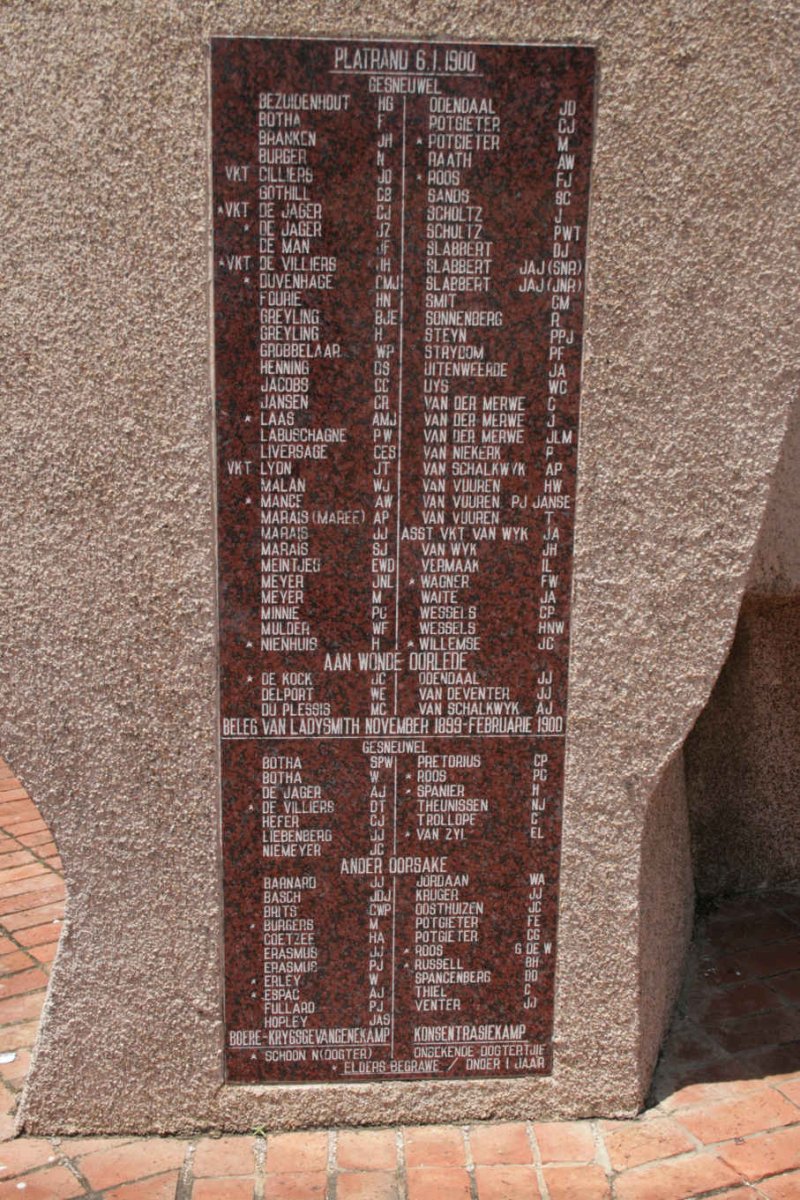 PLATRAND 6.1.1900
GESNEUWEL
BEZUIDENHOUT HG
BOTHA F
BRANKEN JH
BURGER N
VKT CILLIERS JD
GOTHILL CB
*VKT DE JAGER CJ
* DE JAGER JZ
DE MAN JF
*VKT DE VILLIERS JH
* DUVENHAGE CMJ
FOURIE HN
GREYLING BJE
GREYLING H
GROBBELAAR WP
HENNING DS
JACOBS CC
JANSEN CR
* LAAS AMJ
LABUSCHAGNE PW
LIVERSAGE CES
VKT LYON JT
MALAN WJ
* MANCE AW
MARAIS (MAREE) AP
MARAIS JJ
MARAIS SJ
MEINTJES EWD
MEYER JNL
MEYER M
MINNIE PC
MULDER WF
* NIENHUIS H
ODENDAAL JD
POTGIETER CJ
* POTGIETER M
RAATH AW
* ROOS FJ
SANDS SC
SCHOLTZ J
SCHULTZ PWT
SLABBERT DJ
SLABBERT JAJ (SNR)
SLABBERT JAJ (JNR)
SMIT CM
SONNENBERG R
STEYN PPJ
STRYDOM PF
UITENWEERDE JA
UYS WC
VAN DER MERWE C
VAN DER MERWE J
VAN DER MERWE JLM
VAN NIEKERK P
VAN SCHALKWYK AP
VAN VUUREN HW
VAN VUUREN PJ JANSE
VAN VUUREN T
ASST VKT VAN WYK JA
VAN WYK JH
VERMAAK IL
* WAGNER FW
WAITE JA
WESSELS CP
WESSELS HNW
* WILLEMSE JC
AAN WONDE OORLEDE
* DE KOCK JC
DELPORT WE
DU PLESSIS MC
ODENDAAL JJ
VAN DEVENTER JJ
VAN SCHALKWYK AJ
BELEG VAN LADYSMITH NOVEMBER 1899-FEBRUARIE 1900
GESNEUWEL
BOTHA SPW
BOTHA W
DE JAGER AJ
* DE VILLIERS DT
HEFER CJ
LIEBENBERG JJ
NIEMEYER JC
PRETORIUS CP
* ROOS PC
* SPANIER H
THEUNISSEN NJ
TROLLOPE C
* VAN ZYL EL
ANDER OORSAKE
BARNARD JJ
BASCH JDJ
BRITS CWP
* BURGERS M
COETZEE HA
ERASMUS JJ
ERASMUS PJ
* ERLEY W
* ESPAC AJ
FULLARD PJ
HOPLEY JAS
JORDAAN WA
KRUGER JJ
OOSTHUIZEN JC
POTGIETER FE
POTGIETER CG
* ROOS G DE W
* RUSSELL BH
SPANGENBERG BD
THIEL C
VENTER JJ
BOERE-KRYGSGEVANGENEKAMP
* SCHOON N (OOGTER)
KONSENTRASIEKAMP
ONBEKENDE DOGTERTJIE
* ELDERS BEGRAWE / ONDER 1 JAAR